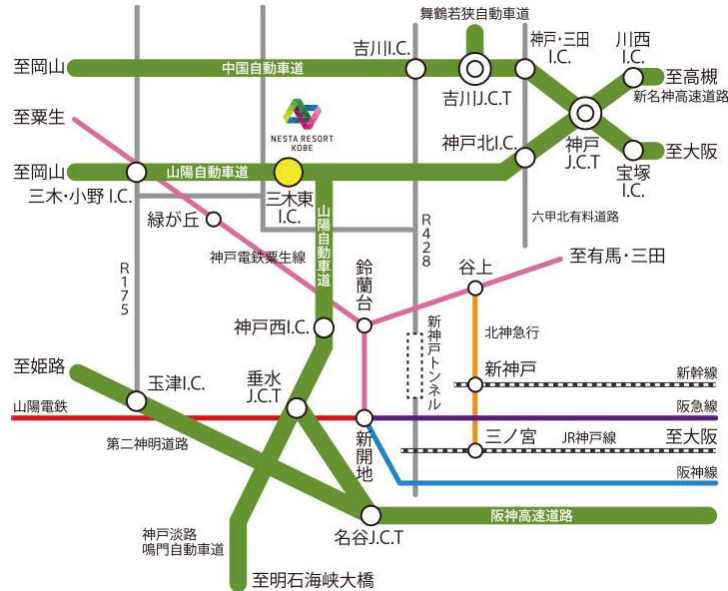 舞鶴若狭自動車道
吉川I.C.
神戸・三田
I.C.
川西
I.C.
至岡山
中国自動車道
至高槻
新名神高速道路
吉川J.C.T
至粟生
NESTA RESORT
KOBE
神戸北I.C.
神戸
J.C.T
至大阪
宝塚
I.C.
至岡山
山陽自動車道
三木・小野 I.C.
三木東
I.C.
山陽自動車道
緑が丘
R428
六甲北有料道路
神戸電鉄粟生線
R175
鈴蘭台
谷上
至有馬・三田
神戸西I.C.
新神戸トンネル
北神急行
至姫路
玉津I.C.
垂水
J.C.T
新神戸
新幹線
山陽電鉄
阪急線
第二神明道路
新開地
三ノ宮
JR神戸線
至大阪
阪神線
名谷J.C.T
阪神高速道路
神戸淡路
鳴門自動車道
至明石海峡大橋